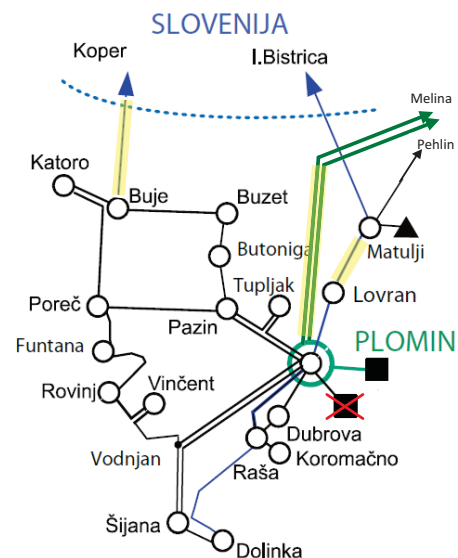 SLOVENIJA
Koper
I.Bistrica
Melina
Pehlin
Katoro
Buje
Buzet
Butoniga
Matulji
Tupljak
Lovran
Poreč
Pazin
PLOMIN
Funtana
Rovinj
Vinčent
Dubrova
Vodnjan
Raša
Koromačno
Šijana
Dolinka